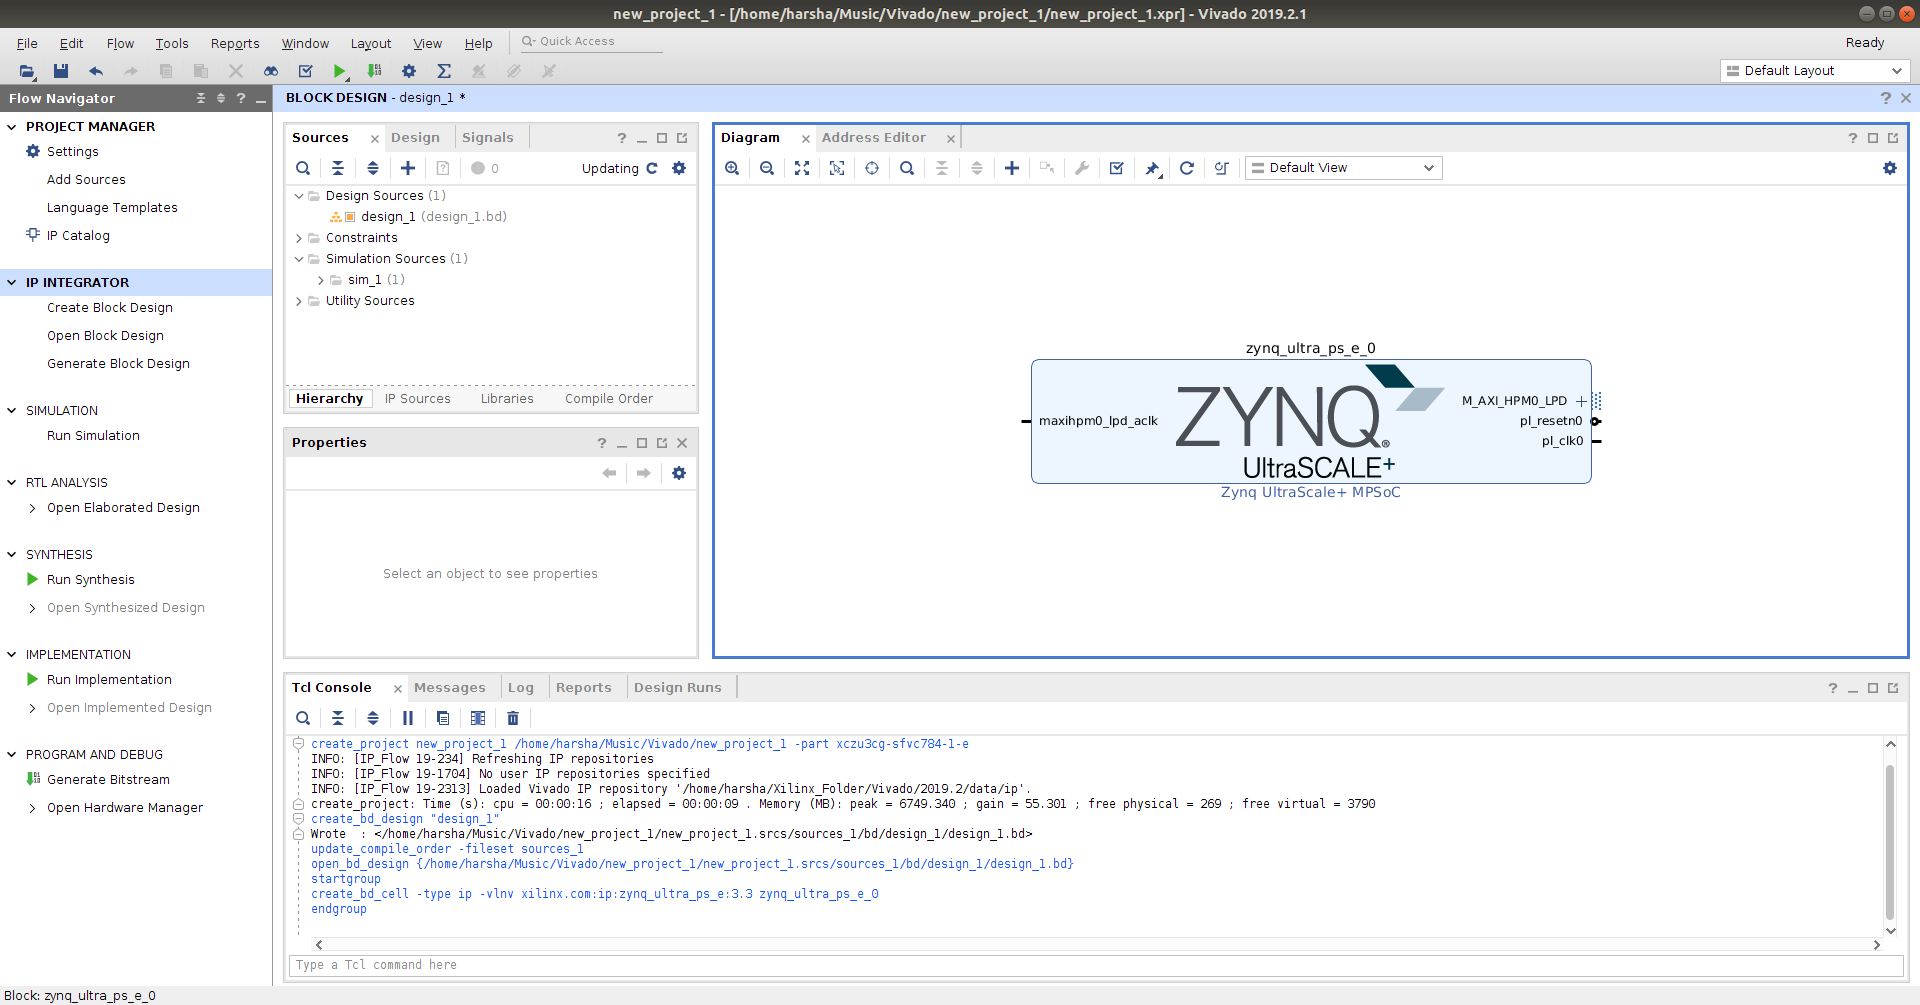 new_project_1 - [/home/harsha/Music/Vivado/new_project_1/new_project_1.xpr] - Vivado 2019.2.1
File Edit Flow Tools Reports Window Layout View Help Quick Access Ready
Default Layout
Flow Navigator
PROJECT MANAGER
Settings
Add Sources
Language Templates
IP Catalog
IP INTEGRATOR
Create Block Design
Open Block Design
Generate Block Design
SIMULATION
Run Simulation
RTL ANALYSIS
Open Elaborated Design
SYNTHESIS
Run Synthesis
Open Synthesized Design
IMPLEMENTATION
Run Implementation
Open Implemented Design
PROGRAM AND DEBUG
Generate Bitstream
Open Hardware Manager
BLOCK DESIGN - design_1 *
Sources Design Signals
0 Updating
Design Sources (1)
design_1 (design_1.bd)
Constraints
Simulation Sources (1)
sim_1 (1)
Utility Sources
Hierarchy IP Sources Libraries Compile Order
Properties
Select an object to see properties
Diagram Address Editor
Default View
zynq_ultra_ps_e_0
maxihpm0_lpd_aclk
ZYNQ®
UltraSCALE+
M_AXI_HPM0_LPD
pl_resetn0
pl_clk0
Zynq UltraScale+ MPSoC
Tcl Console Messages Log Reports Design Runs
create_project new_project_1 /home/harsha/Music/Vivado/new_project_1 -part xczu3cg-sfvc784-1-e
INFO: [IP_Flow 19-234] Refreshing IP repositories
INFO: [IP_Flow 19-1704] No user IP repositories specified
INFO: [IP_Flow 19-2313] Loaded Vivado IP repository '/home/harsha/Xilinx_Folder/Vivado/2019.2/data/ip'.
create_project: Time (s): cpu = 00:00:16 ; elapsed = 00:00:09 . Memory (MB): peak = 6749.340 ; gain = 55.301 ; free physical = 269 ; free virtual = 3790
create_bd_design "design_1"
Wrote  : </home/harsha/Music/Vivado/new_project_1/new_project_1.srcs/sources_1/bd/design_1/design_1.bd>
update_compile_order -fileset sources_1
open_bd_design {/home/harsha/Music/Vivado/new_project_1/new_project_1.srcs/sources_1/bd/design_1/design_1.bd}
startgroup
create_bd_cell -type ip -vlnv xilinx.com:ip:zynq_ultra_ps_e:3.3 zynq_ultra_ps_e_0
endgroup
Type a Tcl command here
Block: zynq_ultra_ps_e_0